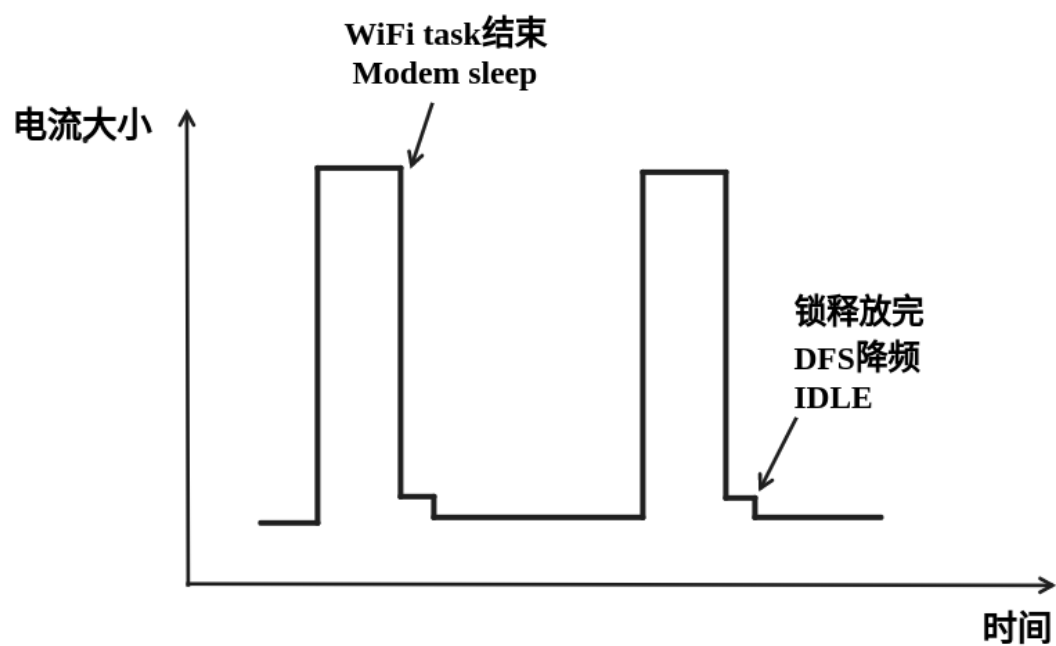 WiFi task结束
Modem sleep
电流大小
锁释放完
DFS降频
IDLE
时间